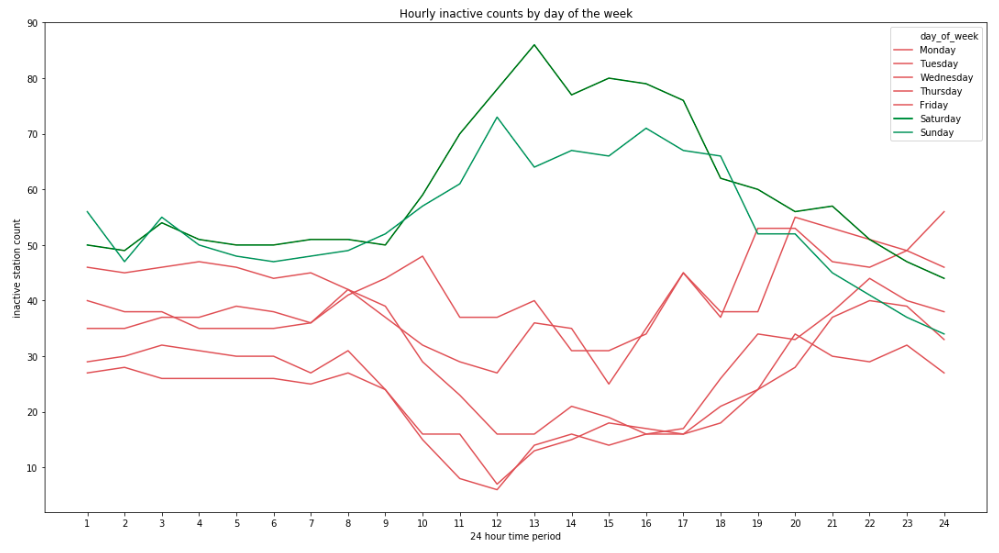 Hourly inactive counts by day of the week
day_of_week
Monday
Tuesday
Wednesday
Thursday
Friday
Saturday
Sunday
inactive station count
90
80
70
60
50
40
30
20
10
1 2 3 4 5 6 7 8 9 10 11 12 13 14 15 16 17 18 19 20 21 22 23 24
24 hour time period